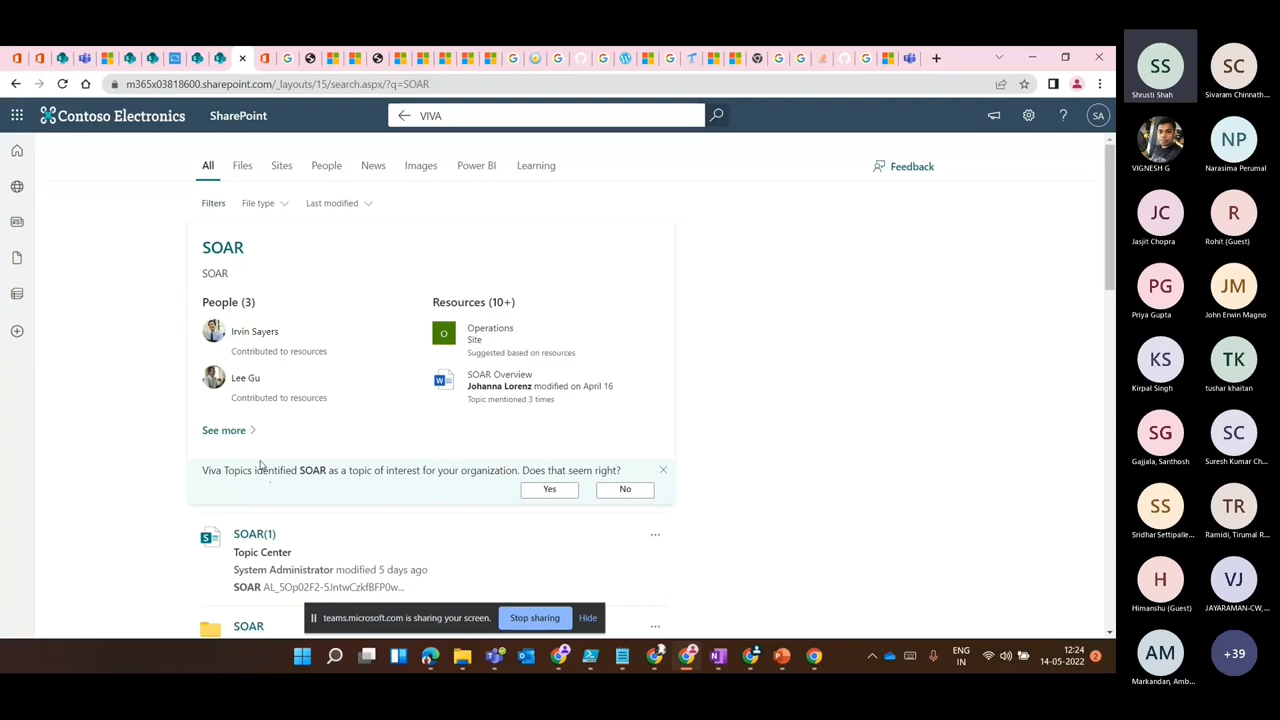 m365x03818600.sharepoint.com/_layouts/15/search.aspx/?q=SOAR
Contoso Electronics
SharePoint
VIVA
SA
All
Files
Sites
People
News
Images
Power BI
Learning
Feedback
Filters
File type
Last modified
SOAR
SOAR
People (3)
Irvin Sayers
Contributed to resources
Lee Gu
Contributed to resources
See more
Resources (10+)
O
Operations
Site
Suggested based on resources
SOAR Overview
Johanna Lorenz modified on April 16
Topic mentioned 3 times
Viva Topics identified SOAR as a topic of interest for your organization. Does that seem right?
Yes
No
SOAR(1)
Topic Center
System Administrator modified 5 days ago
SOAR AL_5Op02F2-5JntwCzkfBFP0w...
SOAR
teams.microsoft.com is sharing your screen.
Stop sharing
Hide
ENG
IN
12:24
14-05-2022
2
SS
Shrusti Shah
SC
Sivaram Chinnath...
VIGNESH G
NP
Narasima Perumal
JC
Jasjit Chopra
R
Rohit (Guest)
PG
Priya Gupta
JM
John Erwin Magno
KS
Kirpal Singh
TK
tushar khaitan
SG
Gajjala, Santhosh
SC
Suresh Kumar Ch...
SS
Sridhar Settipalle...
TR
Ramidi, Tirumal R...
H
Himanshu (Guest)
VJ
JAYARAMAN-CW, ...
AM
Markandan, Amb...
+39